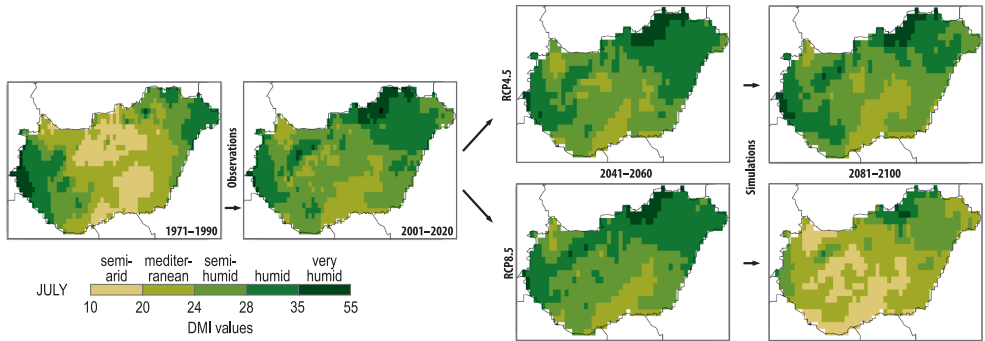 RCP4.5
Observations
1971–1990
2001–2020
2041–2060
Simulations
2081–2100
RCP8.5
semi-
arid
mediter-
ranean
semi-
humid
humid
very
humid
JULY
10 20 24 28 35 55
DMI values